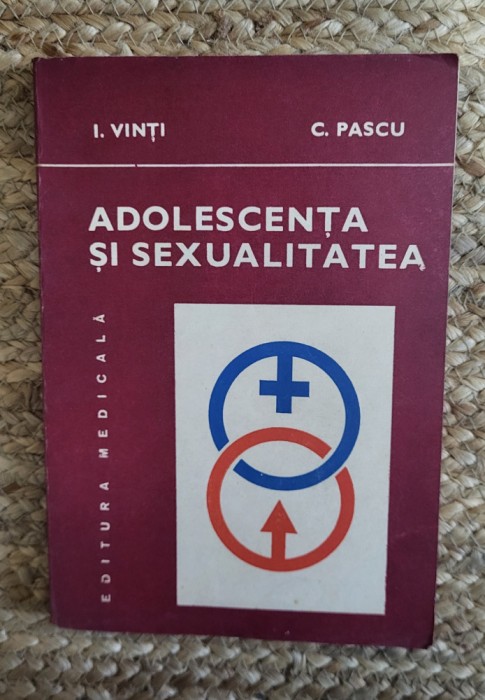 I. VINȚI
C. PASCU
ADOLESCENȚA
ȘI SEXUALITATEA
EDITURA MEDICALĂ